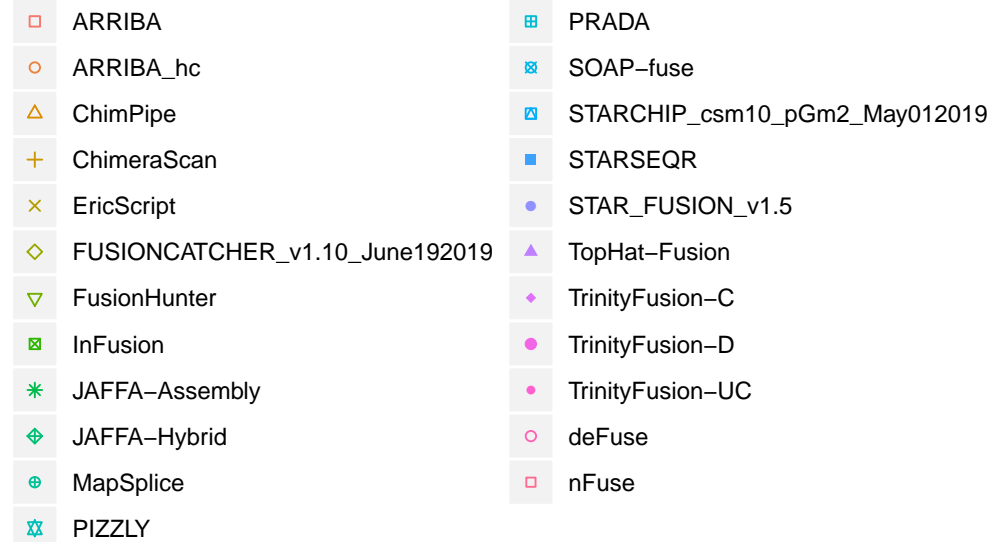 ARRIBA
ARRIBA_hc
ChimPipe
ChimeraScan
EricScript
FUSIONCATCHER_v1.10_June192019
FusionHunter
InFusion
JAFFA−Assembly
JAFFA−Hybrid
MapSplice
PIZZLY
PRADA
SOAP−fuse
STARCHIP_csm10_pGm2_May012019
STARSEQR
STAR_FUSION_v1.5
TopHat−Fusion
TrinityFusion−C
TrinityFusion−D
TrinityFusion−UC
deFuse
nFuse